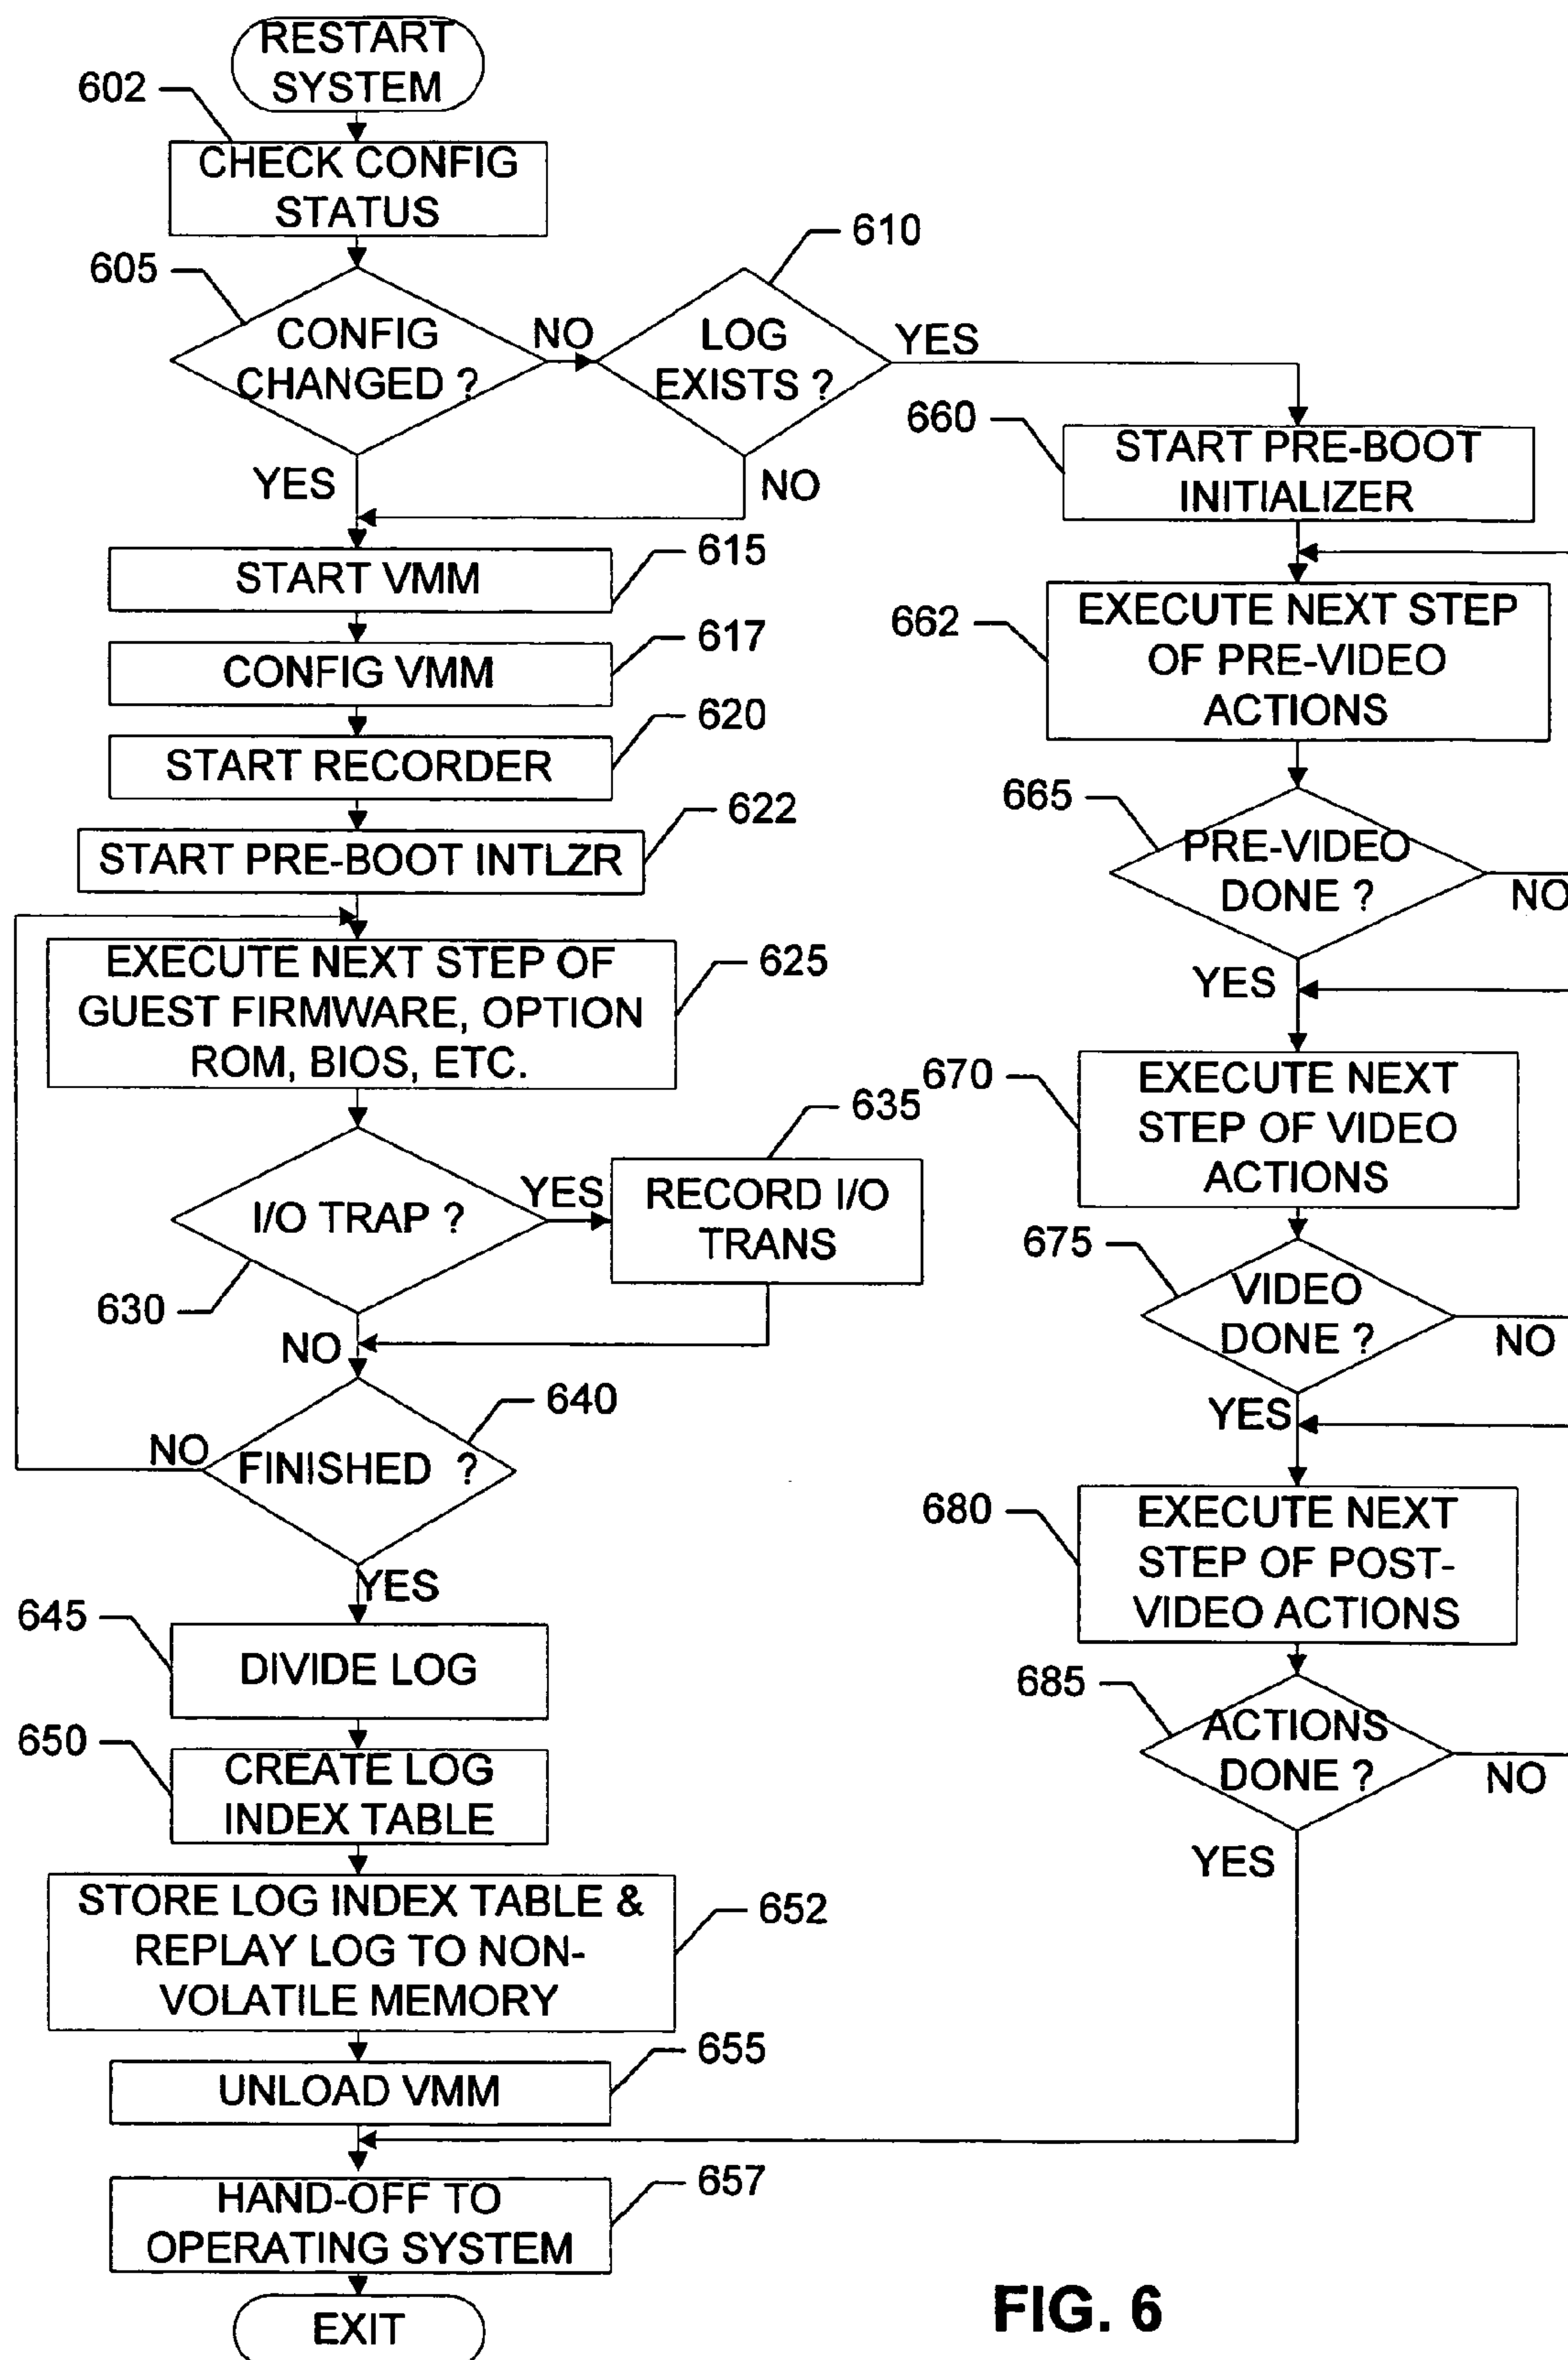 RESTART
SYSTEM
602
CHECK CONFIG
STATUS
605
CONFIG
CHANGED ?
NO
YES
610
LOG
EXISTS ?
YES
NO
615
START VMM
617
CONFIG VMM
620
START RECORDER
622
START PRE-BOOT INTLZR
625
EXECUTE NEXT STEP OF
GUEST FIRMWARE, OPTION
ROM, BIOS, ETC.
630
I/O TRAP ?
YES
NO
635
RECORD I/O
TRANS
640
FINISHED ?
NO
YES
645
DIVIDE LOG
650
CREATE LOG
INDEX TABLE
652
STORE LOG INDEX TABLE &
REPLAY LOG TO NON-
VOLATILE MEMORY
655
UNLOAD VMM
657
HAND-OFF TO
OPERATING SYSTEM
EXIT
660
START PRE-BOOT
INITIALIZER
662
EXECUTE NEXT STEP
OF PRE-VIDEO
ACTIONS
665
PRE-VIDEO
DONE ?
NO
YES
670
EXECUTE NEXT
STEP OF VIDEO
ACTIONS
675
VIDEO
DONE ?
NO
YES
680
EXECUTE NEXT
STEP OF POST-
VIDEO ACTIONS
685
ACTIONS
DONE ?
NO
YES
FIG. 6